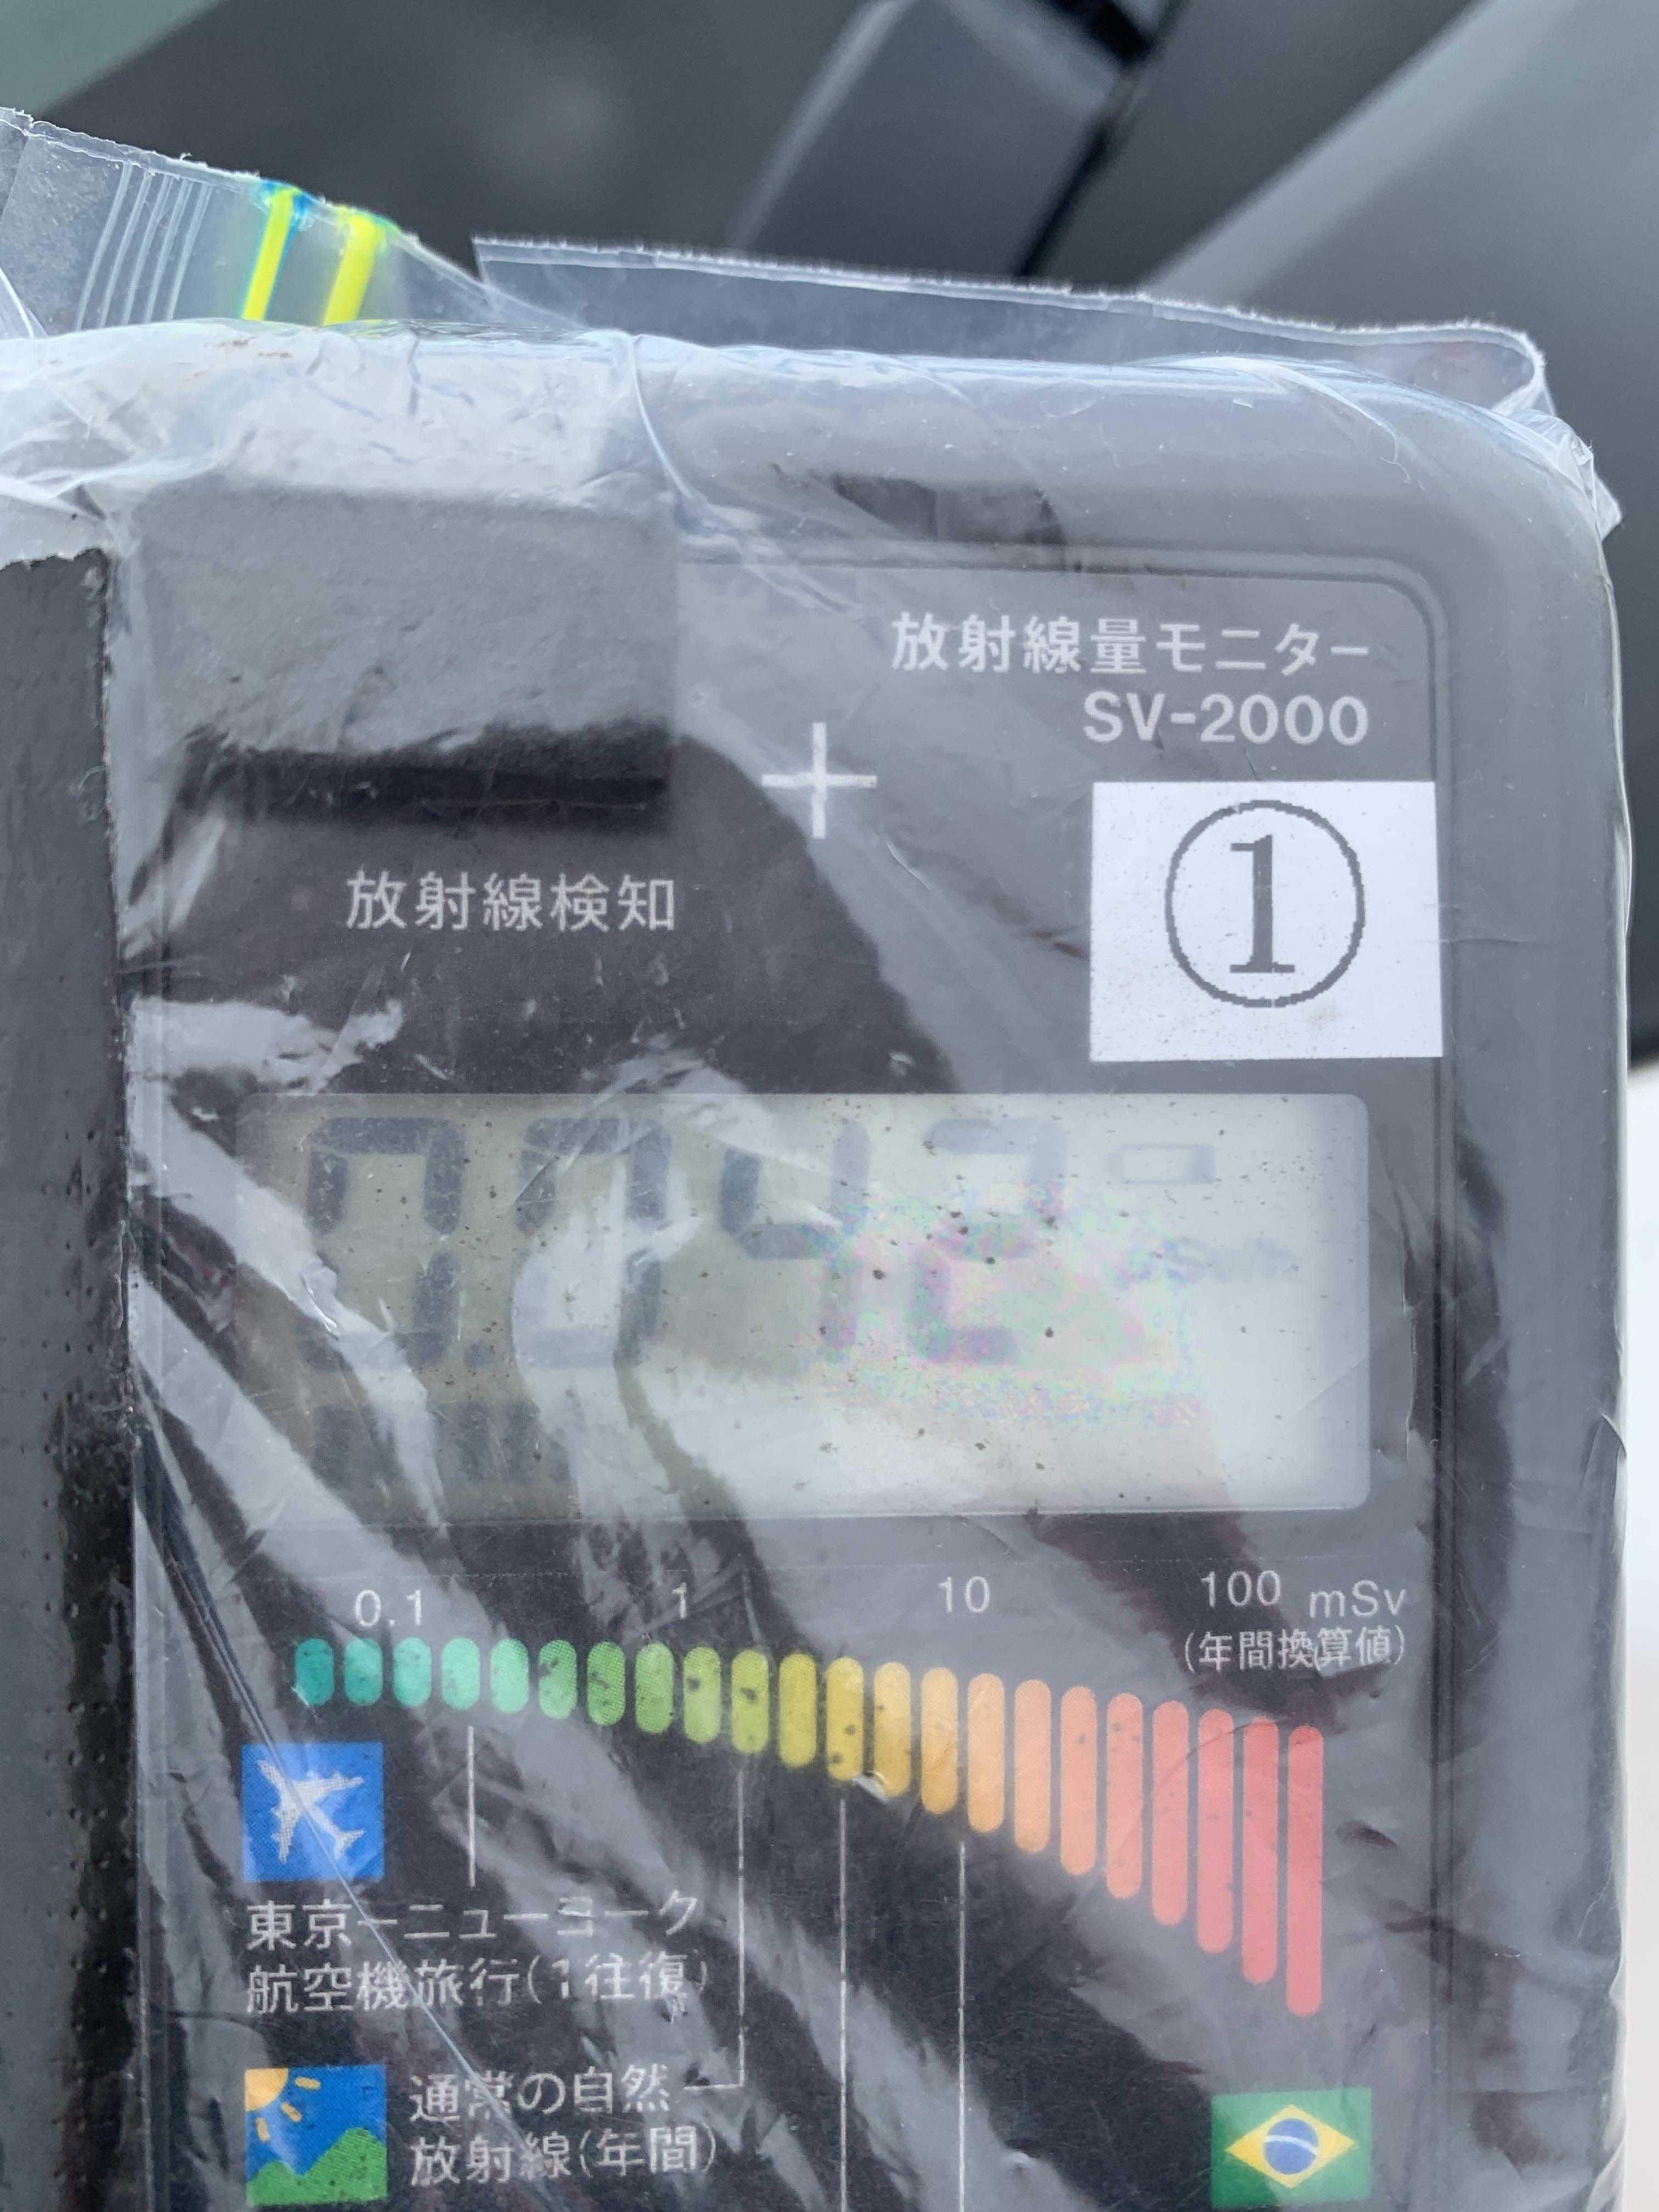 放射線量モニター
SV-2000
①
放射線検知
0.042
μSv/h
0.1 1 10 100 mSv
(年間換算値)
東京ーニューヨーク
航空機旅行(1往復)
通常の自然
放射線(年間)